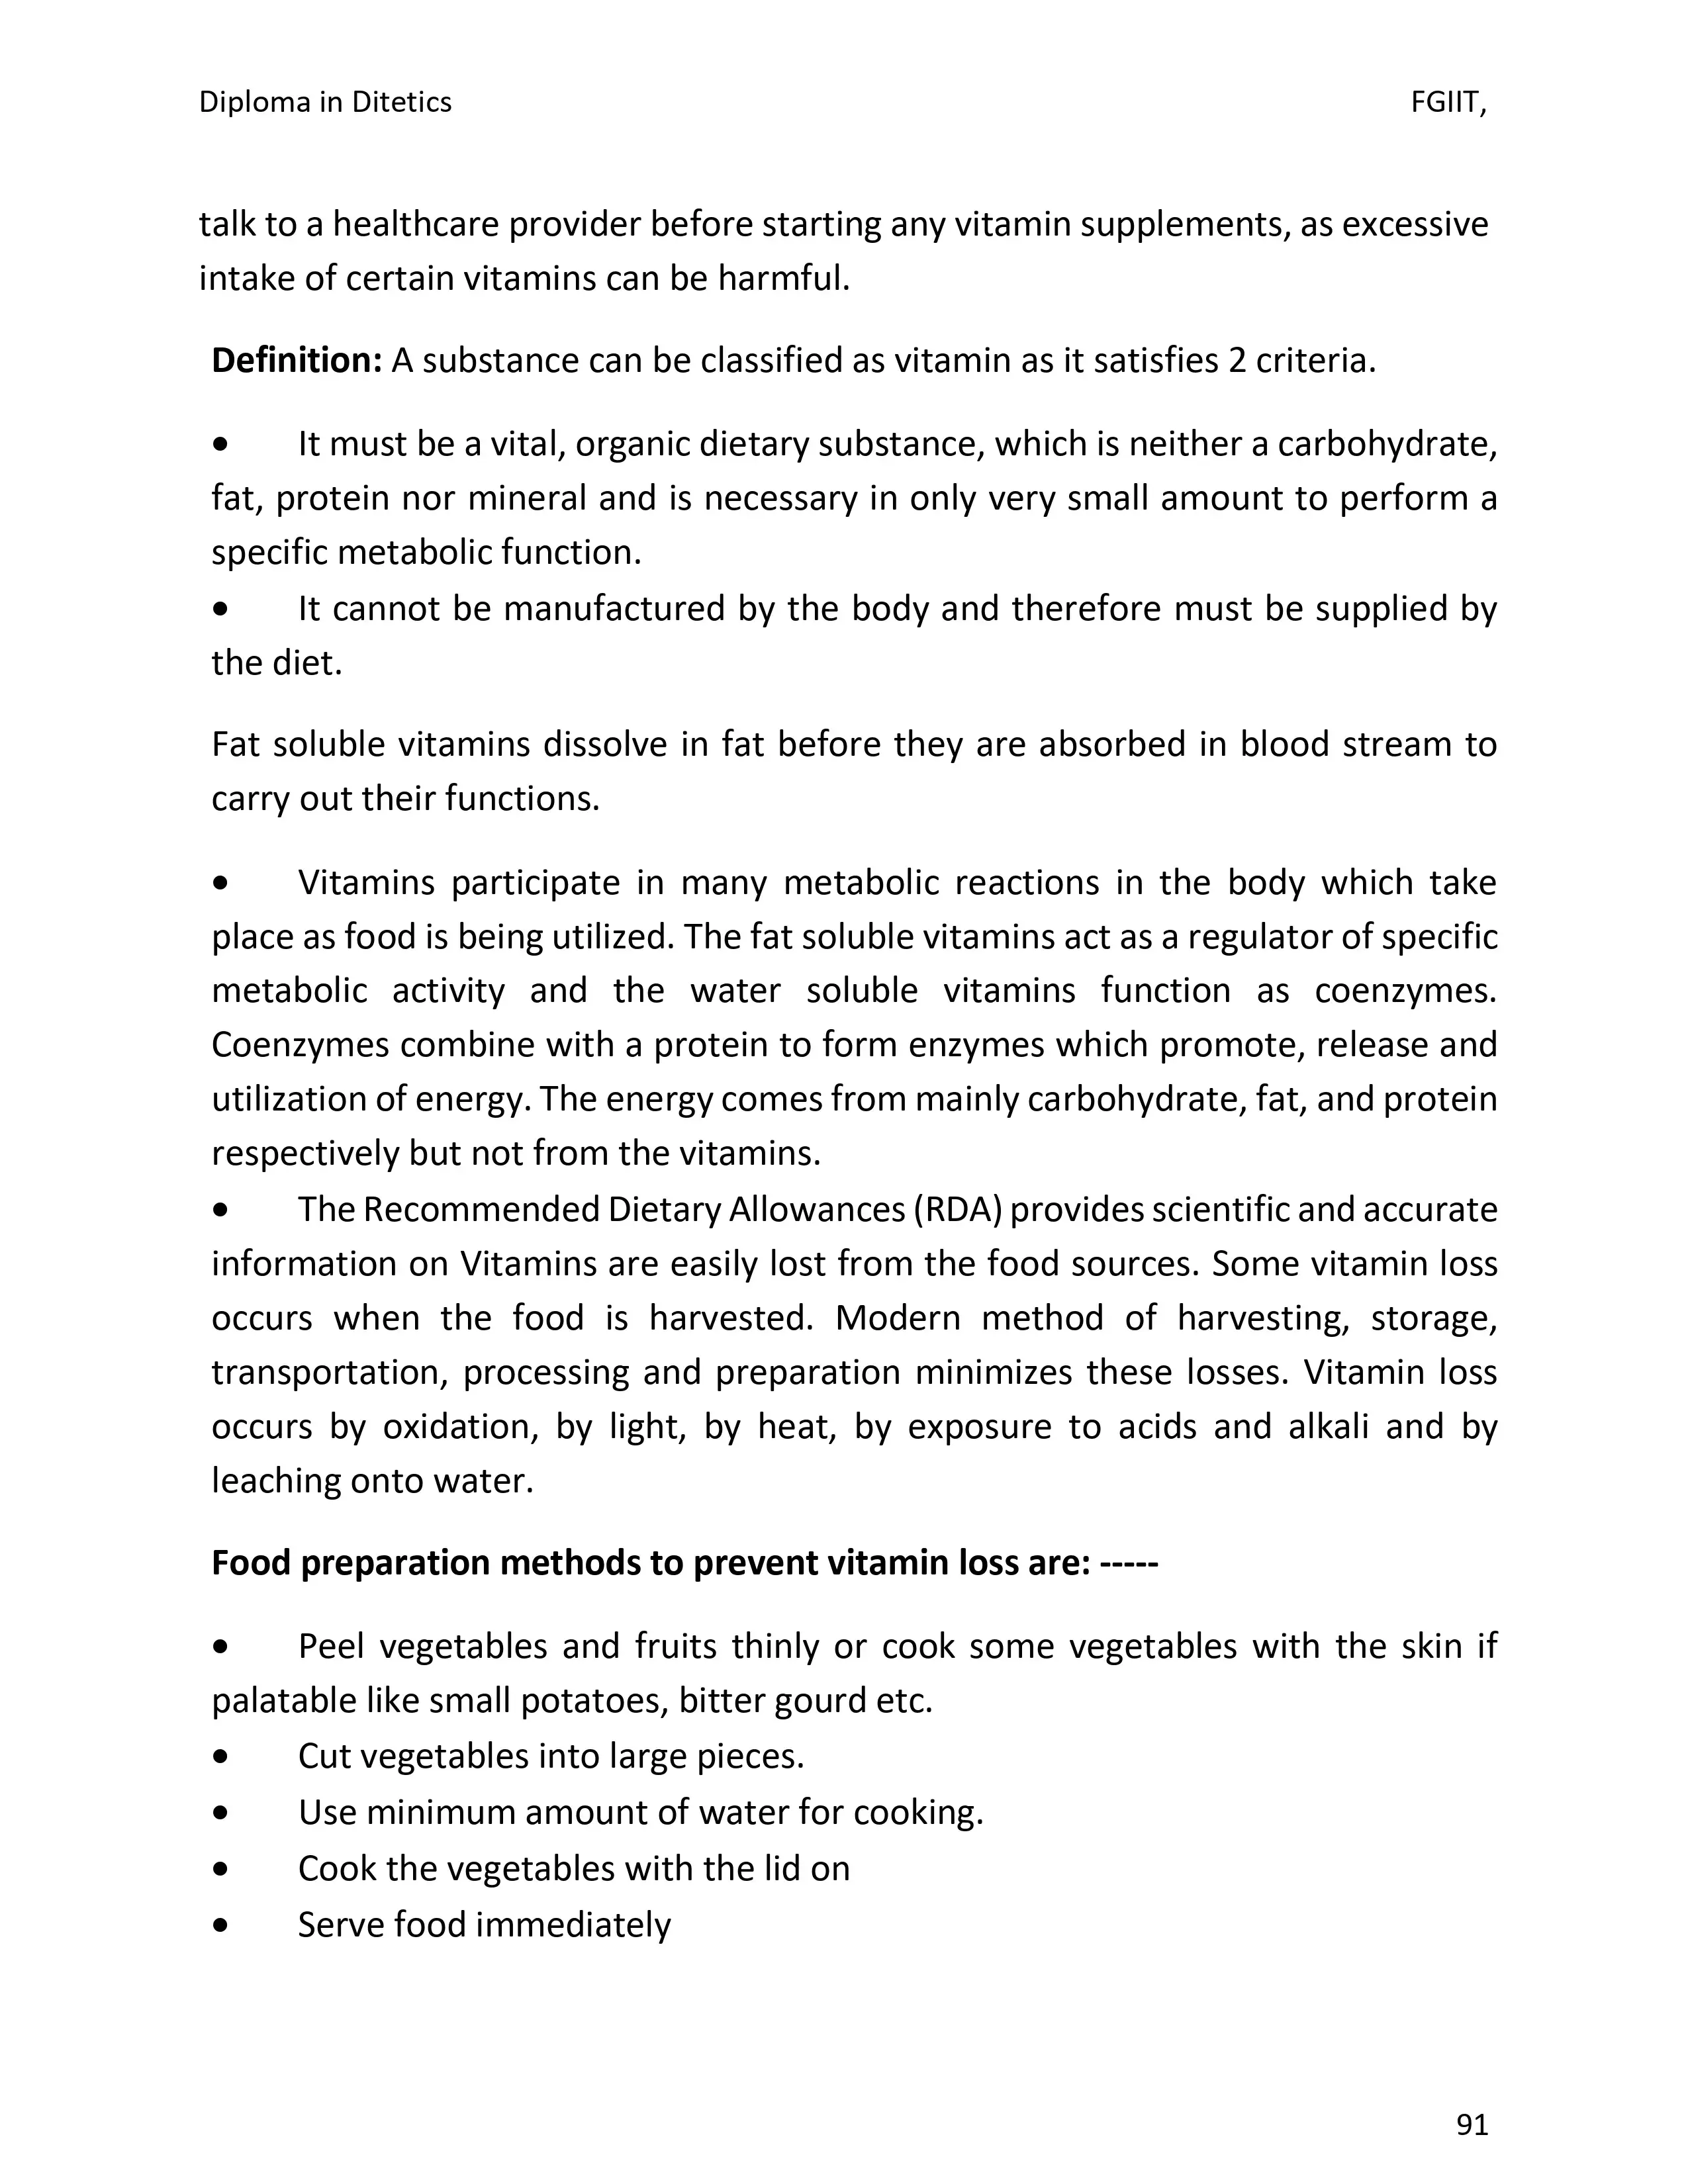 Diploma in Ditetics FGIIT,
talk to a healthcare provider before starting any vitamin supplements, as excessive
intake of certain vitamins can be harmful.
Definition: A substance can be classified as vitamin as it satisfies 2 criteria.
• It must be a vital, organic dietary substance, which is neither a carbohydrate,
fat, protein nor mineral and is necessary in only very small amount to perform a
specific metabolic function.
• It cannot be manufactured by the body and therefore must be supplied by
the diet.
Fat soluble vitamins dissolve in fat before they are absorbed in blood stream to
carry out their functions.
• Vitamins participate in many metabolic reactions in the body which take
place as food is being utilized. The fat soluble vitamins act as a regulator of specific
metabolic activity and the water soluble vitamins function as coenzymes.
Coenzymes combine with a protein to form enzymes which promote, release and
utilization of energy. The energy comes from mainly carbohydrate, fat, and protein
respectively but not from the vitamins.
• The Recommended Dietary Allowances (RDA) provides scientific and accurate
information on Vitamins are easily lost from the food sources. Some vitamin loss
occurs when the food is harvested. Modern method of harvesting, storage,
transportation, processing and preparation minimizes these losses. Vitamin loss
occurs by oxidation, by light, by heat, by exposure to acids and alkali and by
leaching onto water.
Food preparation methods to prevent vitamin loss are: -----
• Peel vegetables and fruits thinly or cook some vegetables with the skin if
palatable like small potatoes, bitter gourd etc.
• Cut vegetables into large pieces.
• Use minimum amount of water for cooking.
• Cook the vegetables with the lid on
• Serve food immediately
91